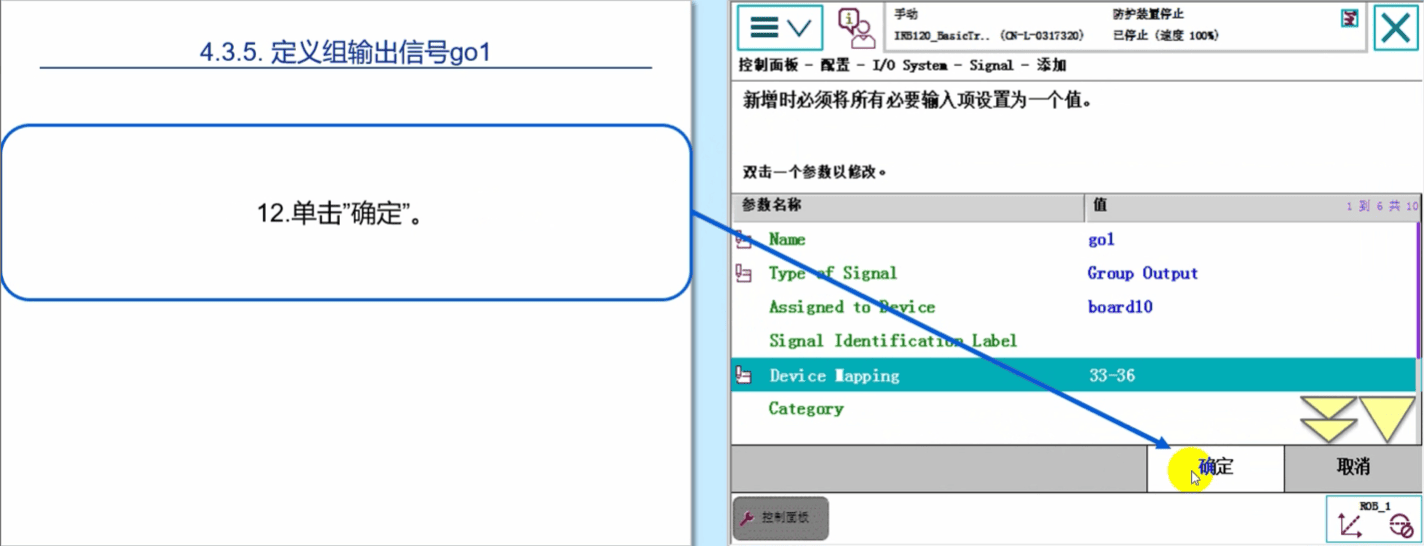 4.3.5. 定义组输出信号go1
12.单击”确定”。
手动
防护装置停止
IRB120_BasicTr.. (CN-L-0317320)
已停止 (速度 100%)
控制面板 - 配置 - I/O System - Signal - 添加
新增时必须将所有必要输入项设置为一个值。
双击一个参数以修改。
参数名称 值 1 到 6 共 10
Name go1
Type of Signal Group Output
Assigned to Device board10
Signal Identification Label
Device Mapping 33-36
Category
确定 取消
控制面板
ROB_1